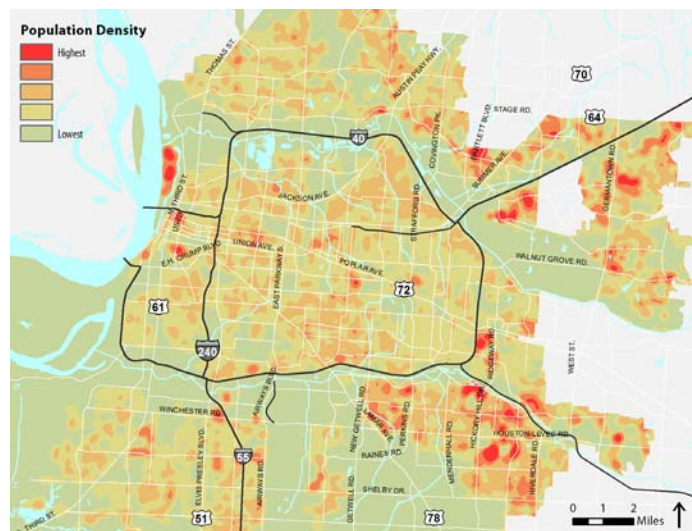 Population Density
Highest
Lowest
THOMAS ST.
AUSTIN PEAY HWY.
70
STAGE RD.
64
BARTLETT BLVD.
COVINGTON PK.
40
SUMMER AVE.
GERMANTOWN RD.
JACKSON AVE.
STRAFFORD RD.
N. THIRD ST.
UNION AVE.
E.H. CRUMP BLVD.
EAST PARKWAY S.
POPLAR AVE.
WALNUT GROVE RD.
72
61
240
RIDGEWAY RD.
WEST ST.
AIRWAYS BLVD.
WINCHESTER RD.
NEW GETWELL RD.
LAMAR AVE.
PERKINS RD.
HICKORY HILL RD.
HOUSTON LEVEE RD.
MENDENHALL RD.
RIVERDALE RD.
ELVIS PRESLEY BLVD.
55
AIRWAYS RD.
RAINES RD.
GETWELL RD.
SHELBY DR.
THIRD ST.
51
78
0 1 2
Miles